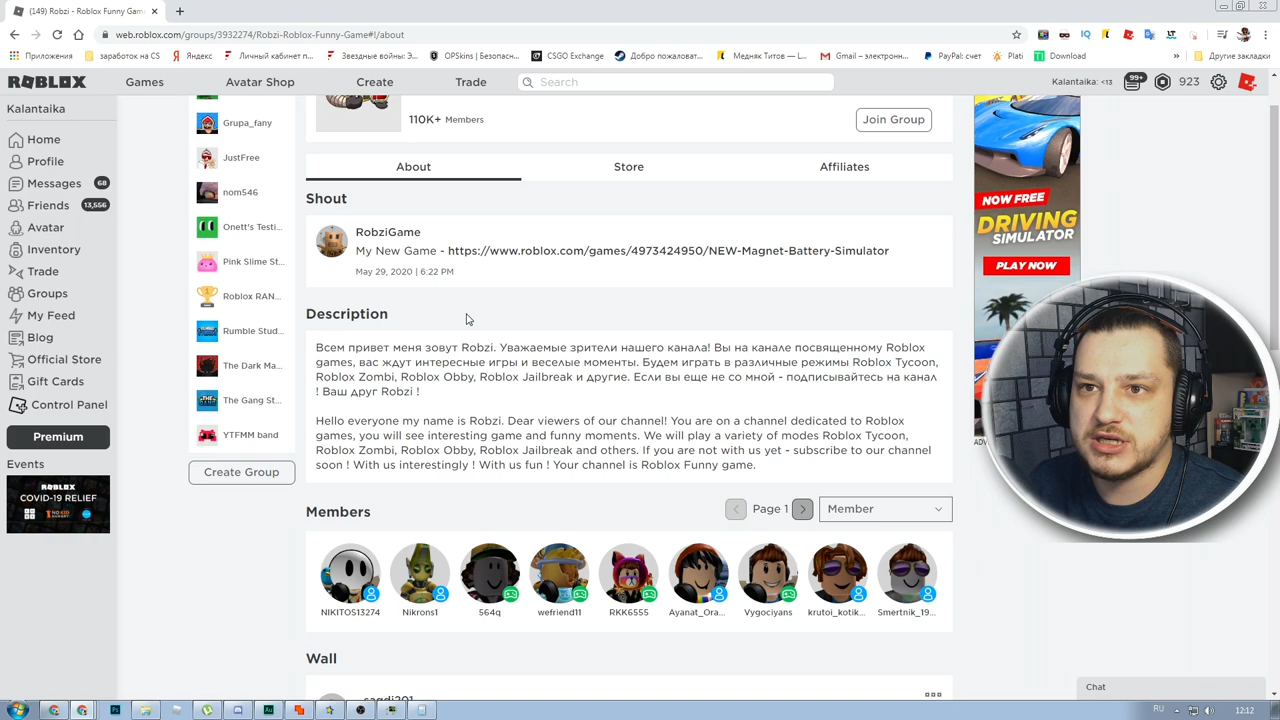 (149) Robzi - Roblox Funny Gam
web.roblox.com/groups/3932274/Robzi-Roblox-Funny-Game#!/about
Приложения
заработок на CS
Яндекс
Личный кабинет п...
Звездные войны Э...
OPSkins | Безопасн...
CSGO Exchange
Добро пожаловат...
Медняк Титов — L...
Gmail – электронн...
PayPal: счет
Plati
Download
»
Другие закладки
ROBLOX
Games
Avatar Shop
Create
Trade
Search
Kalantaika: <13
99+
923
Kalantaika
Home
Profile
Messages 68
Friends 13,556
Avatar
Inventory
Trade
Groups
My Feed
Blog
Official Store
Gift Cards
Control Panel
Premium
Events
ROBLOX
COVID-19 RELIEF
NO KID HUNGRY
Grupa_fany
JustFree
nom546
Onett's Testi...
Pink Slime St...
Roblox RAN...
Rumble Stud...
The Dark Ma...
The Gang St...
YTFMM band
Create Group
110K+ Members
Join Group
About
Store
Affiliates
Shout
RobziGame
My New Game - https://www.roblox.com/games/4973424950/NEW-Magnet-Battery-Simulator
May 29, 2020 | 6:22 PM
Description
Всем привет меня зовут Robzi. Уважаемые зрители нашего канала! Вы на канале посвященному Roblox
games, вас ждут интересные игры и веселые моменты. Будем играть в различные режимы Roblox Tycoon,
Roblox Zombi, Roblox Obby, Roblox Jailbreak и другие. Если вы еще не со мной - подписывайтесь на канал
! Ваш друг Robzi !
Hello everyone my name is Robzi. Dear viewers of our channel! You are on a channel dedicated to Roblox
games, you will see interesting game and funny moments. We will play a variety of modes Roblox Tycoon,
Roblox Zombi, Roblox Obby, Roblox Jailbreak and others. If you are not with us yet - subscribe to our channel
soon ! With us interestingly ! With us fun ! Your channel is Roblox Funny game.
Members
Page 1
Member
NIKITOS13274
Nikrons1
564q
wefriend11
RKK6555
Ayanat_Ora...
Vygociyans
krutoi_kotik...
Smertnik_19...
Wall
sagdi201
NOW FREE
DRIVING
SIMULATOR
PLAY NOW
Chat
RU
12:12